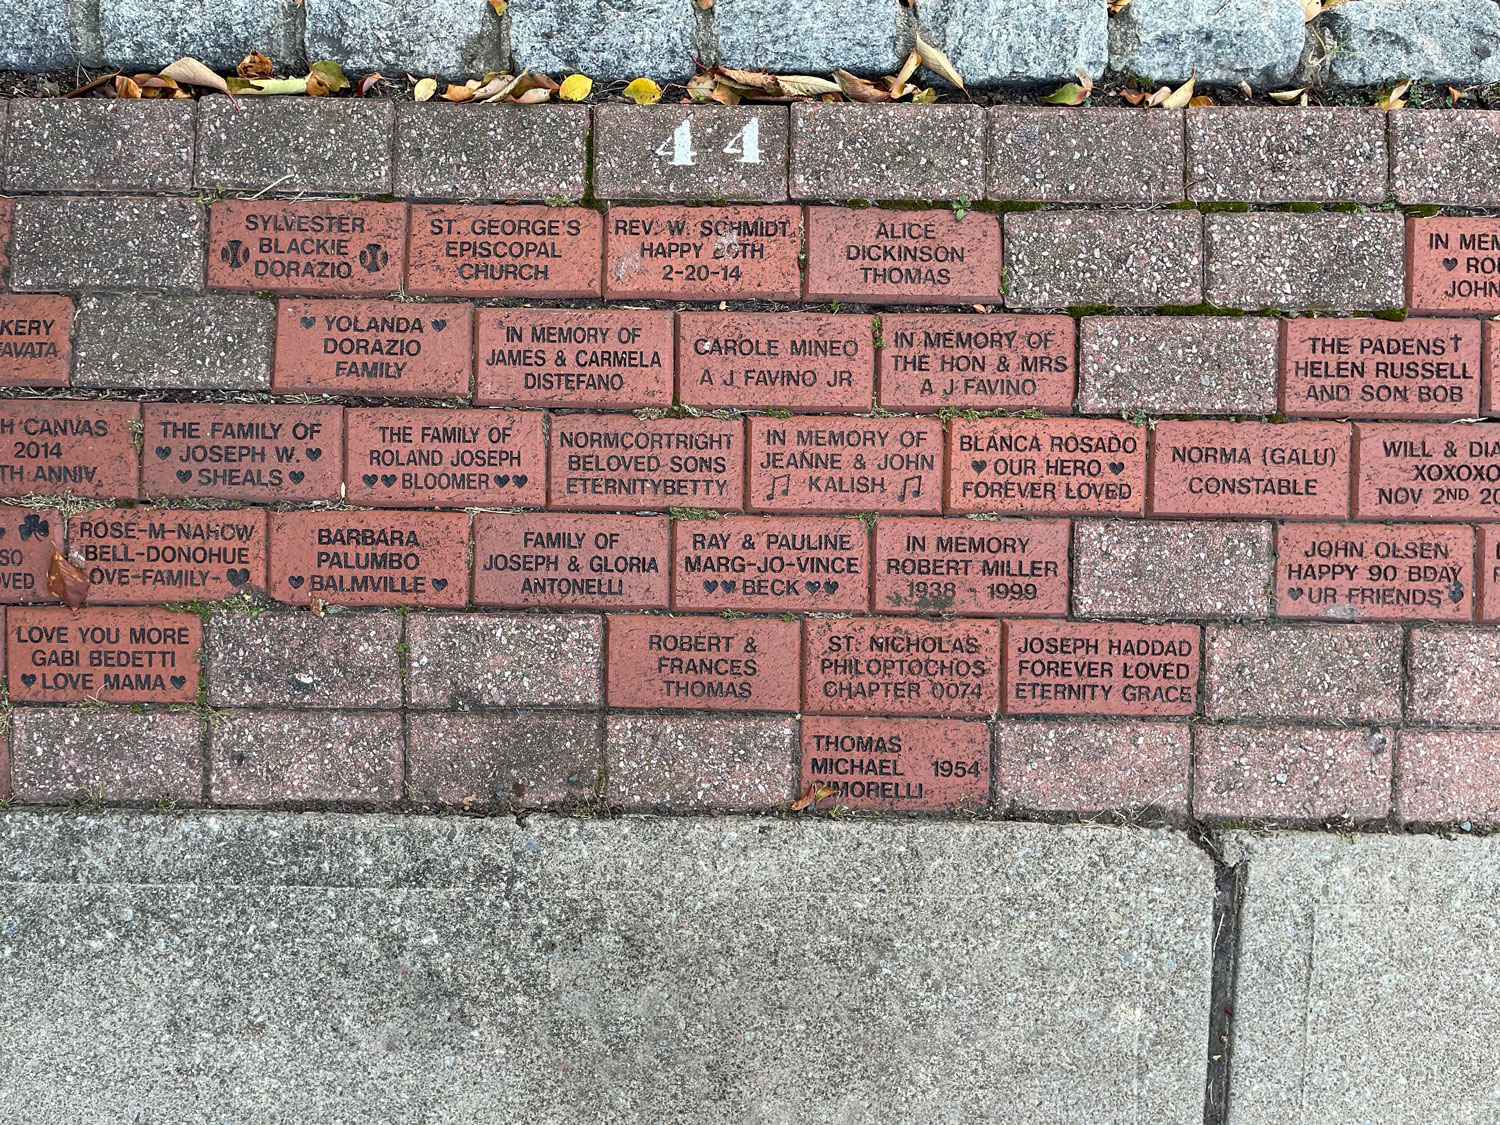 44
SYLVESTER
BLACKIE
DORAZIO
ST. GEORGE'S
EPISCOPAL
CHURCH
REV. W. SCHMIDT
HAPPY
2-20-14
ALICE
DICKINSON
THOMAS
IN
JOHN
YOLANDA
DORAZIO
FAMILY
IN MEMORY OF
JAMES & CARMELA
DISTEFANO
CAROLE MINEO
A J FAVINO JR
IN MEMORY OF
THE HON & MRS
A J FAVINO
THE PADENS
HELEN RUSSELL
AND SON BOB
CANVAS
2014
ANNIV.
THE FAMILY OF
JOSEPH W.
SHEALS
THE FAMILY OF
ROLAND JOSEPH
BLOOMER
NORMCORTRIGHT
BELOVED SONS
ETERNITYBETTY
IN MEMORY OF
JEANNE & JOHN
KALISH
BLANCA ROSADO
OUR HERO
FOREVER LOVED
NORMA (GALU)
CONSTABLE
WILL &
XOXOXO
NOV 2ND
ROSE-M-NAHOW
BELL-DONOHUE
OVE-FAMILY-
BARBARA
PALUMBO
BALMVILLE
FAMILY OF
JOSEPH & GLORIA
ANTONELLI
RAY & PAULINE
MARG-JO-VINCE
BECK
IN MEMORY
ROBERT MILLER
1938 - 1999
JOHN OLSEN
HAPPY 90 BDAY
UR FRIENDS
LOVE YOU MORE
GABI BEDETTI
LOVE MAMA
ROBERT &
FRANCES
THOMAS
ST. NICHOLAS
PHILOPTOCHOS
CHAPTER 0074
JOSEPH HADDAD
FOREVER LOVED
ETERNITY GRACE
THOMAS
MICHAEL 1954
CIMORELLI